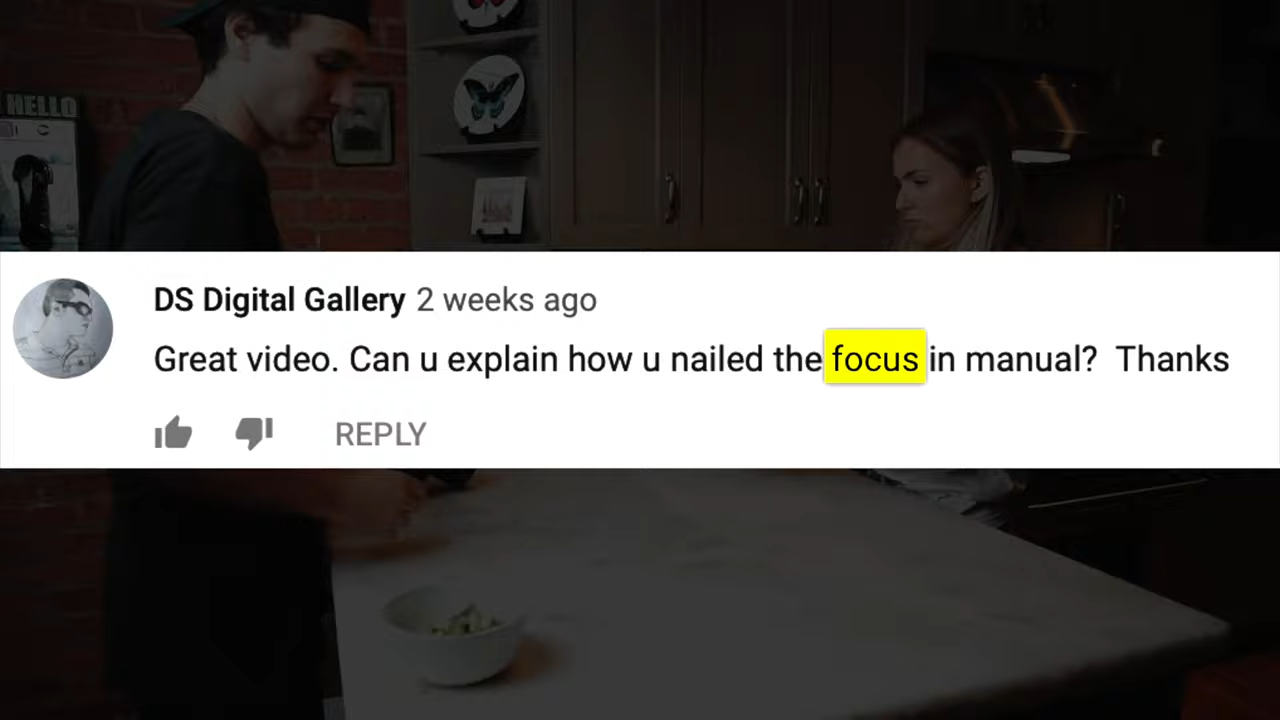 HELLO
DS Digital Gallery 2 weeks ago
Great video. Can u explain how u nailed the focus in manual? Thanks
REPLY